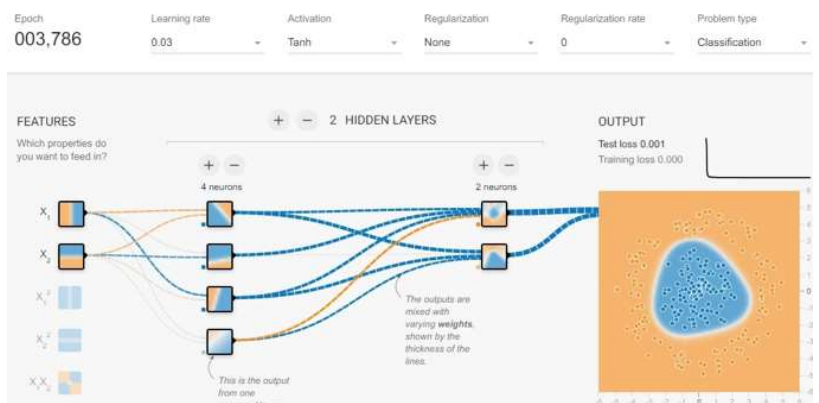 Epoch
003,786
Learning rate
0.03
Activation
Tanh
Regularization
None
Regularization rate
0
Problem type
Classification
FEATURES
Which properties do
you want to feed in?
X₁
X₂
X₁²
X₂²
X₁X₂
+ − 2 HIDDEN LAYERS
+ −
4 neurons
+ −
2 neurons
The outputs are
mixed with
varying weights,
shown by the
thickness of the
lines.
This is the output
from one
OUTPUT
Test loss 0.001
Training loss 0.000